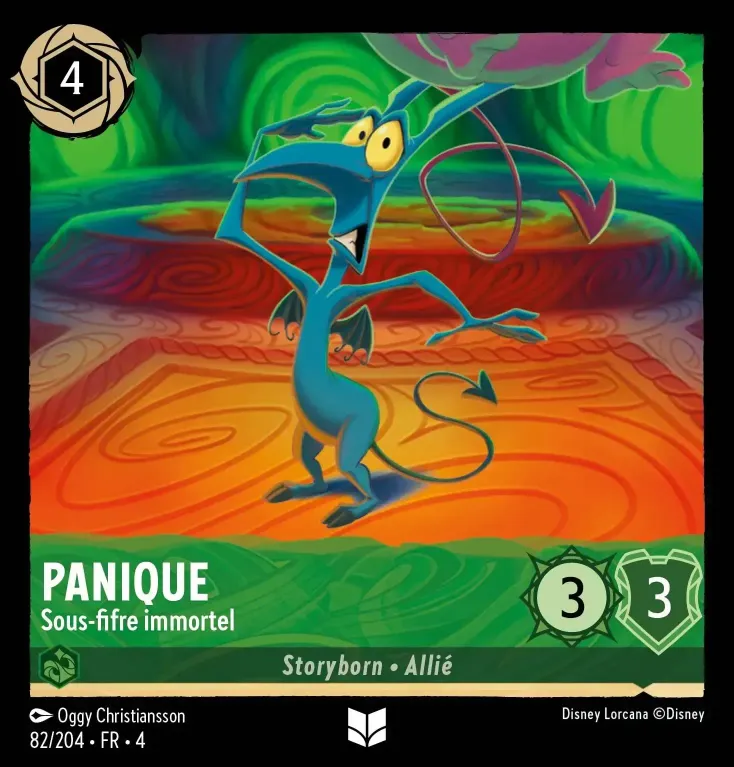 4
PANIQUE
Sous-fifre immortel
3
3
Storyborn • Allié
Oggy Christiansson
Disney Lorcana ©Disney
82/204 • FR • 4